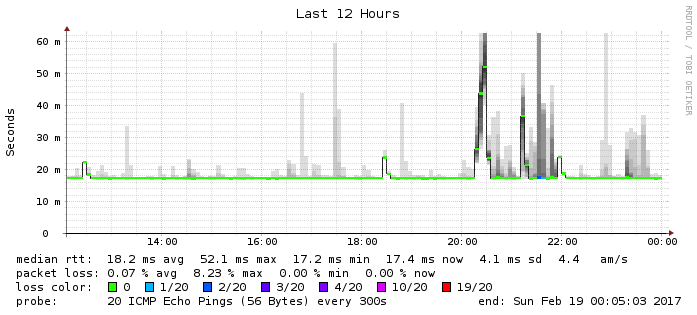 Last 12 Hours
RRDTOOL / TOBI OETIKER
Seconds
60 m
50 m
40 m
30 m
20 m
10 m
0
14:00 16:00 18:00 20:00 22:00 00:00
median rtt: 18.2 ms avg 52.1 ms max 17.2 ms min 17.4 ms now 4.1 ms sd 4.4 am/s
packet loss: 0.07 % avg 8.23 % max 0.00 % min 0.00 % now
loss color: 0 1/20 2/20 3/20 4/20 10/20 19/20
probe: 20 ICMP Echo Pings (56 Bytes) every 300s end: Sun Feb 19 00:05:03 2017